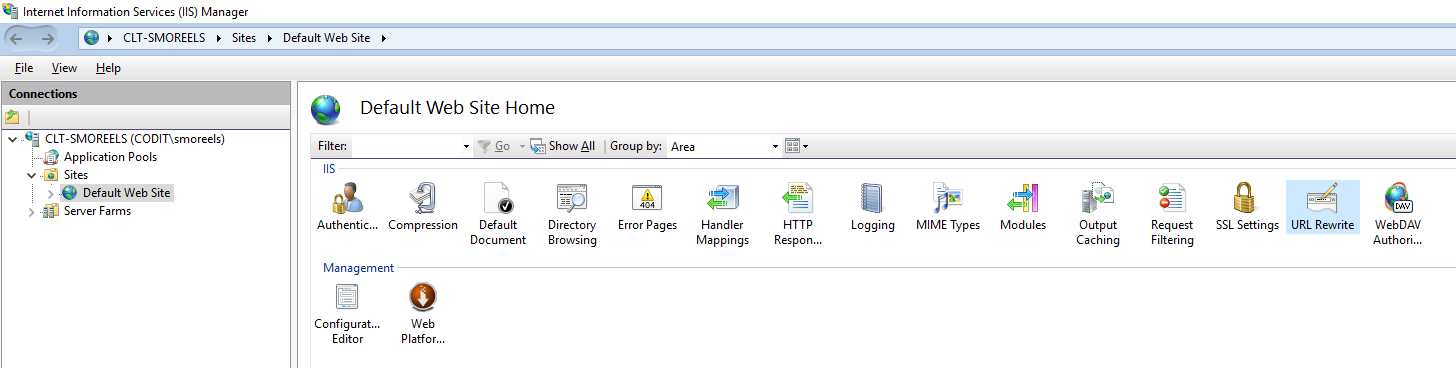 Internet Information Services (IIS) Manager
CLT-SMOREELS Sites Default Web Site
File View Help
Connections
CLT-SMOREELS (CODIT\smoreels)
Application Pools
Sites
Default Web Site
Server Farms
Default Web Site Home
Filter: Go Show All Group by: Area
IIS
Authentic... Compression Default Directory Error Pages Handler HTTP Logging MIME Types Modules Output Request SSL Settings URL Rewrite WebDAV
Document Browsing Mappings Respon... Caching Filtering Authori...
404
DAV
Management
Configurat... Web
Editor Platfor...